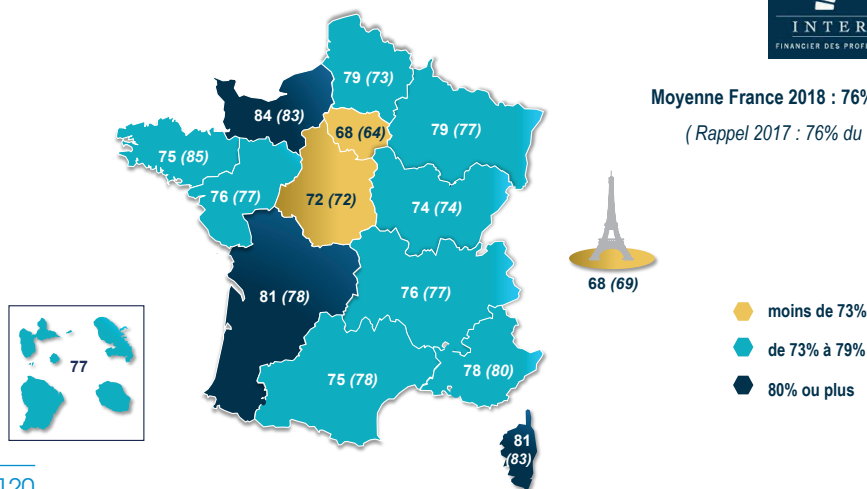 INTER
FINANCIER DES PROF
Moyenne France 2018 : 76%
( Rappel 2017 : 76% du
79 (73)
84 (83)
68 (64)
79 (77)
75 (85)
76 (77)
72 (72)
74 (74)
68 (69)
81 (78)
76 (77)
77
75 (78)
78 (80)
81
(83)
moins de 73%
de 73% à 79%
80% ou plus
120